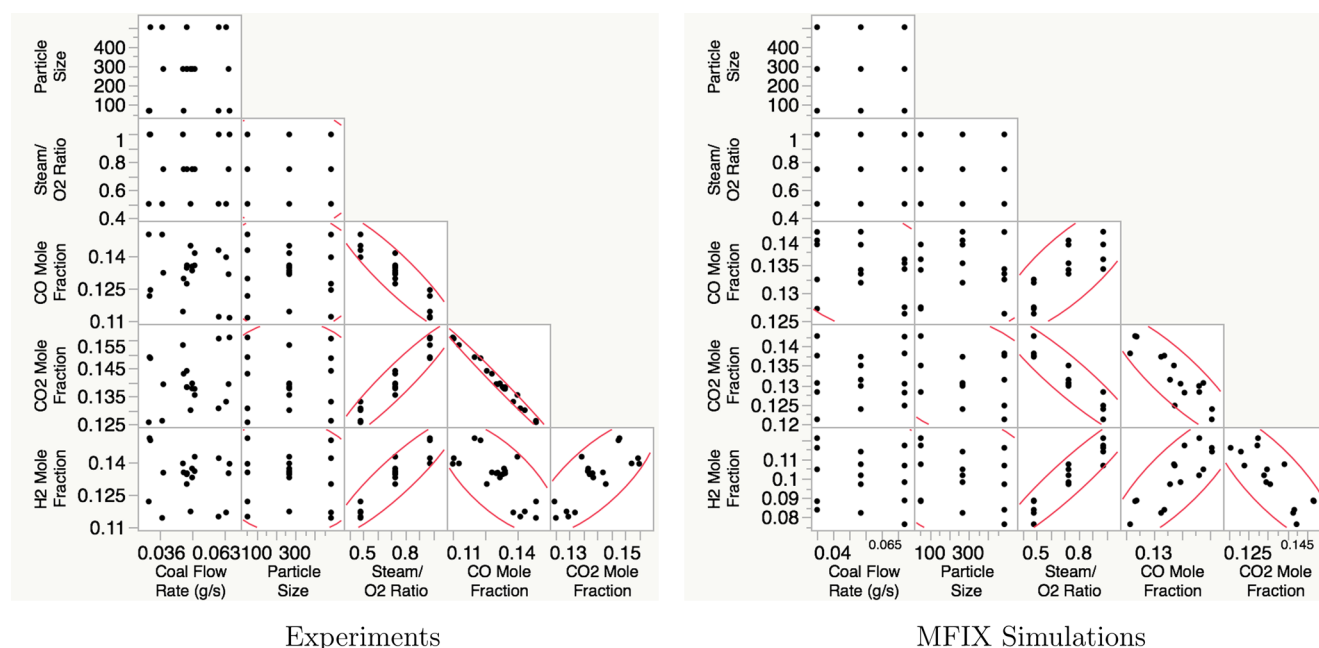 Particle
Size
400
300
200
100
Steam/
O2 Ratio
1
0.8
0.6
0.4
CO Mole
Fraction
0.14
0.125
0.11
CO2 Mole
Fraction
0.155
0.145
0.135
0.125
H2 Mole
Fraction
0.14
0.125
0.11
0.036 0.063 100 300 0.5 0.8 0.11 0.14 0.13 0.15
Coal Flow
Rate (g/s)
Particle
Size
Steam/
O2 Ratio
CO Mole
Fraction
CO2 Mole
Fraction
Experiments
Particle
Size
400
300
200
100
Steam/
O2 Ratio
1
0.8
0.6
0.4
CO Mole
Fraction
0.14
0.135
0.13
0.125
CO2 Mole
Fraction
0.14
0.135
0.13
0.125
0.12
H2 Mole
Fraction
0.11
0.1
0.09
0.08
0.04 0.065 100 300 0.5 0.8 0.13 0.125 0.145
Coal Flow
Rate (g/s)
Particle
Size
Steam/
O2 Ratio
CO Mole
Fraction
CO2 Mole
Fraction
MFIX Simulations